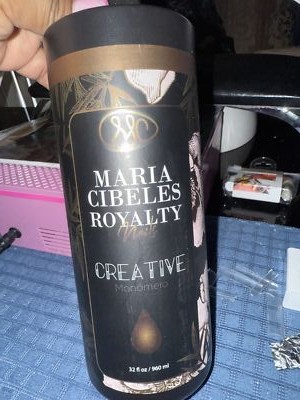 MARIA
CIBELES
ROYALTY
CREATIVE
Monómero
32 fl oz / 960 ml